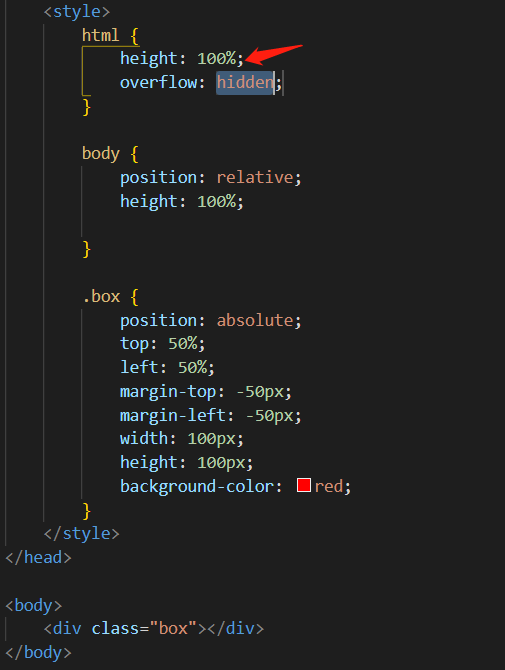 <style>
html {
height: 100%;
overflow: hidden;
}
body {
position: relative;
height: 100%;
}
.box {
position: absolute;
top: 50%;
left: 50%;
margin-top: -50px;
margin-left: -50px;
width: 100px;
height: 100px;
background-color: red;
}
</style>
</head>
<body>
<div class="box"></div>
</body>